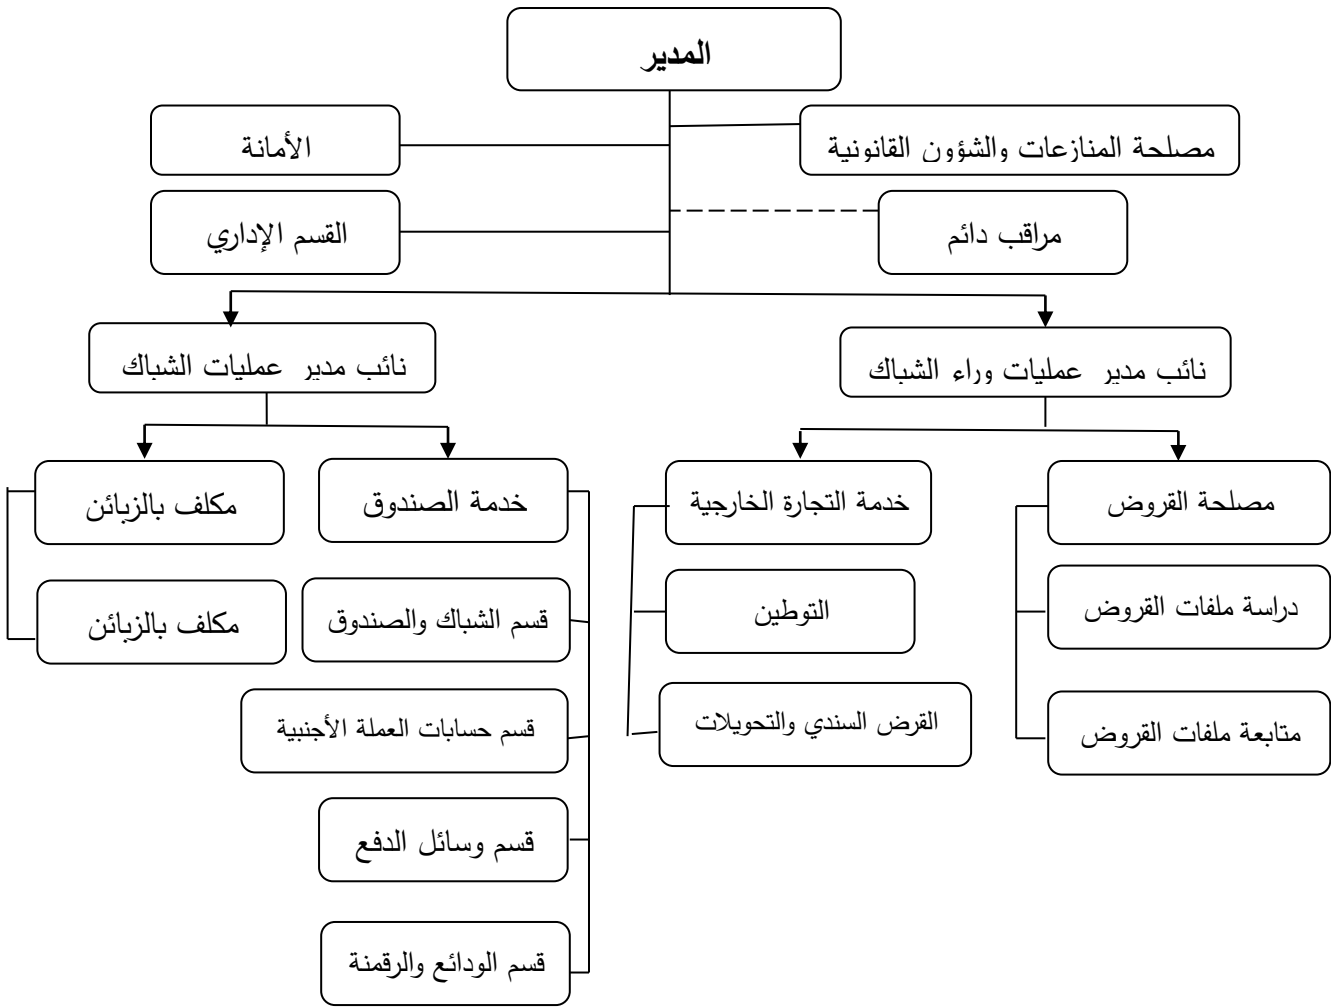 المدير
مصلحة المنازعات والشؤون القانونية
الأمانة
مراقب دائم
القسم الإداري
نائب مدير عمليات وراء الشباك
نائب مدير عمليات الشباك
مصلحة القروض
خدمة التجارة الخارجية
خدمة الصندوق
مكلف بالزبائن
دراسة ملفات القروض
التوطين
قسم الشباك والصندوق
مكلف بالزبائن
متابعة ملفات القروض
القرض السندي والتحويلات
قسم حسابات العملة الأجنبية
قسم وسائل الدفع
قسم الودائع والرقمنة